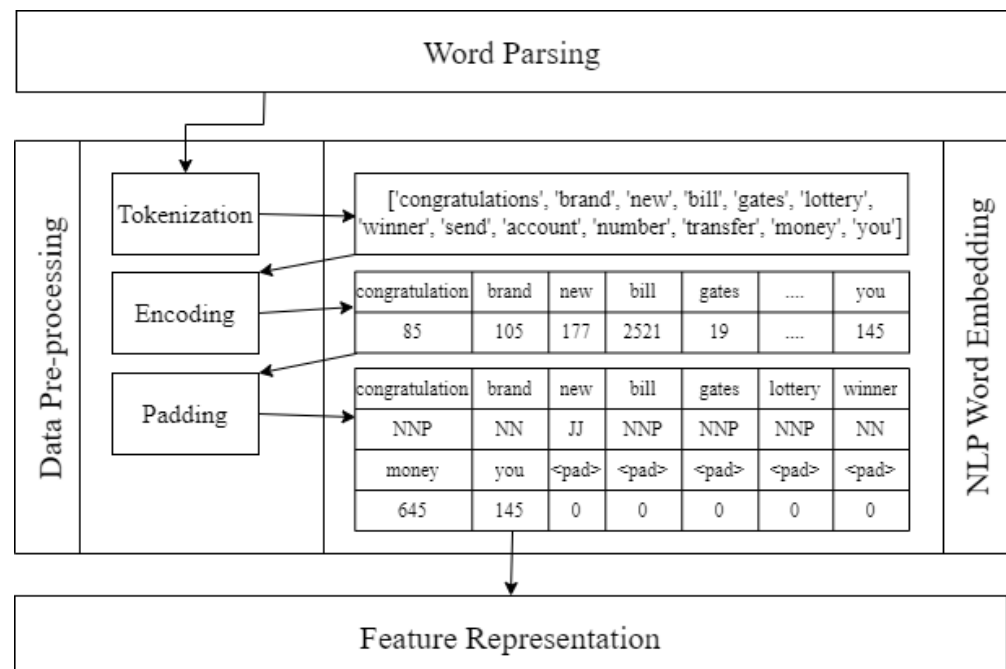 Word Parsing
Data Pre-processing
Tokenization
['congratulations', 'brand', 'new', 'bill', 'gates', 'lottery',
'winner', 'send', 'account', 'number', 'transfer', 'money', 'you']
Encoding
congratulation brand new bill gates .... you
85 105 177 2521 19 .... 145
Padding
congratulation brand new bill gates lottery winner
NNP NN JJ NNP NNP NNP NN
money you <pad> <pad> <pad> <pad> <pad>
645 145 0 0 0 0 0
NLP Word Embedding
Feature Representation